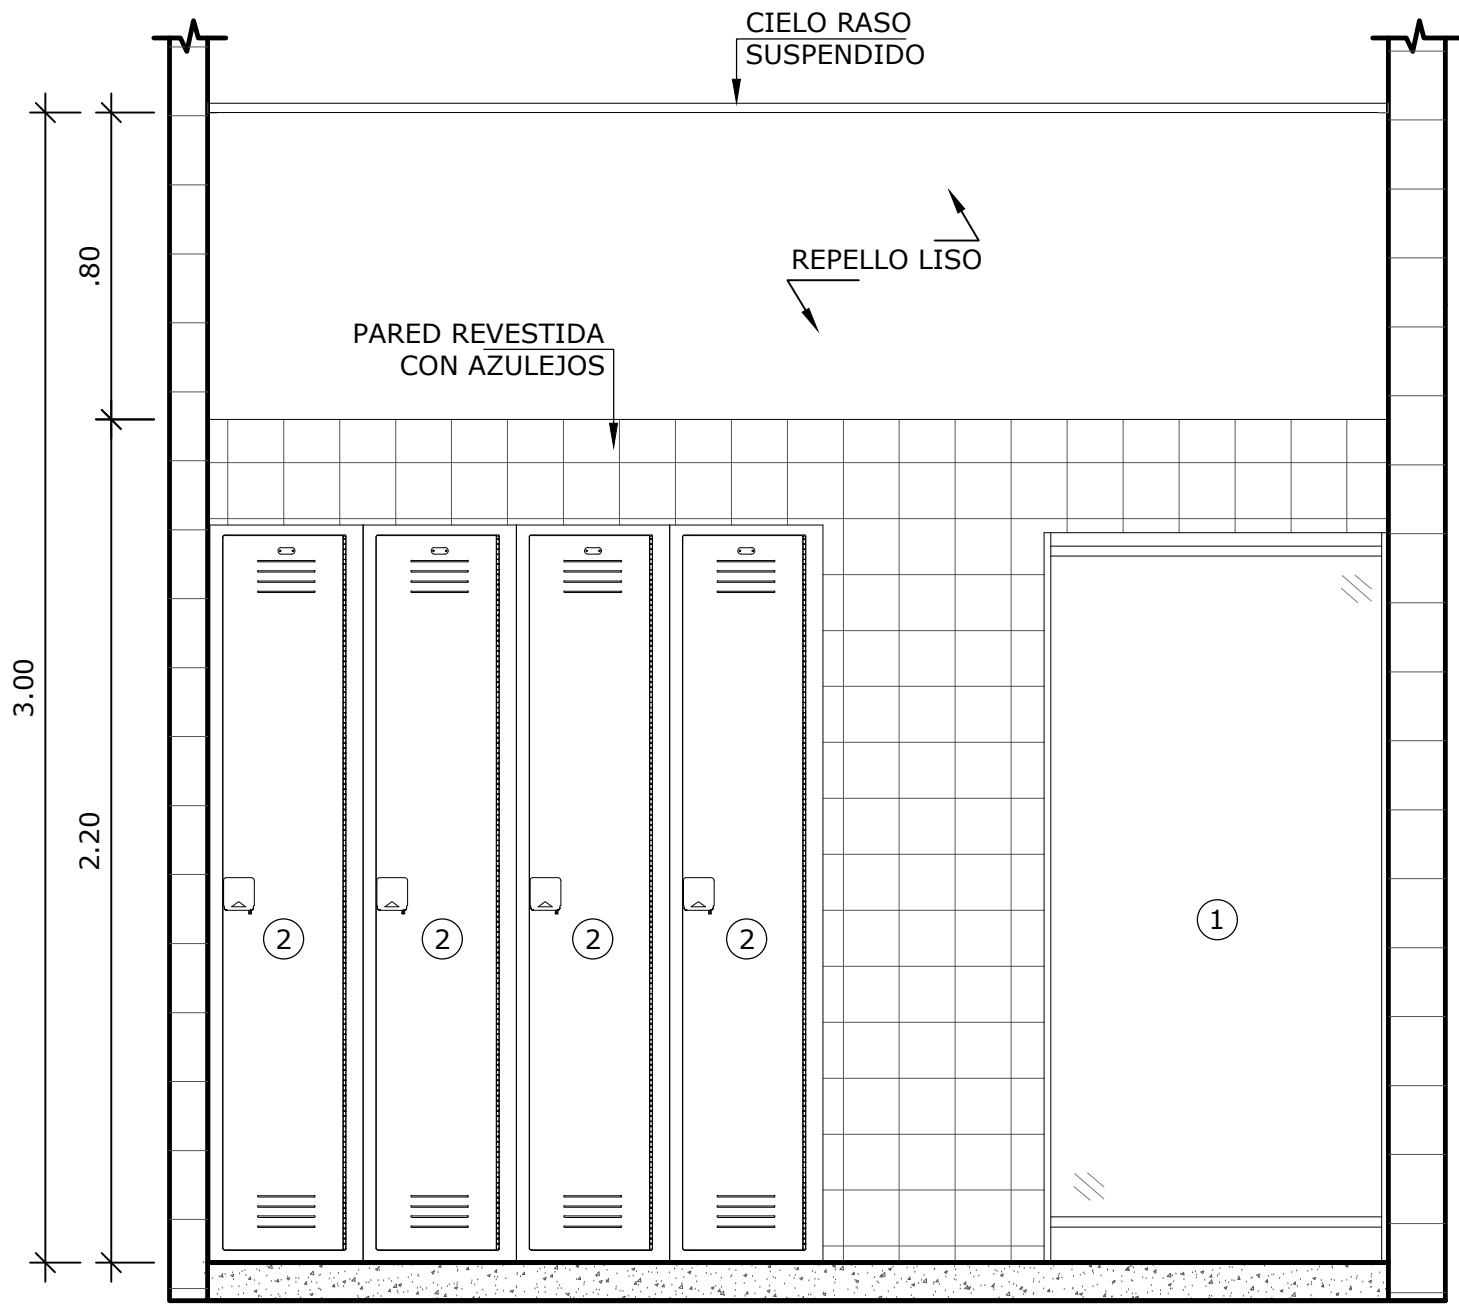 CIELO RASO
SUSPENDIDO
.80
REPELLO LISO
PARED REVESTIDA
CON AZULEJOS
3.00
2.20
2
2
2
2
1